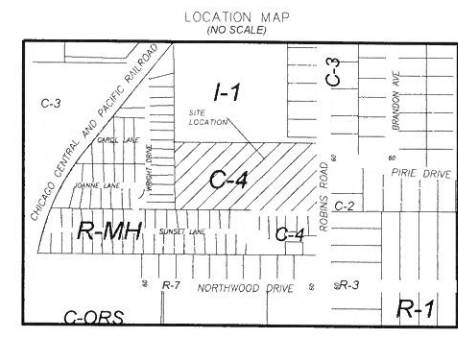 LOCATION MAP
(NO SCALE)
CHICAGO CENTRAL AND PACIFIC RAILROAD
C-3
I-1
C-3
BRANDON AVE
SITE
LOCATION
CAROL LANE
WRIGHT DRIVE
60
60
PIRIE DRIVE
JOANNE LANE
C-4
ROBINS ROAD
C-2
R-MH
SUNSET LANE
C-4
R-7
NORTHWOOD DRIVE
R-3
R-1
C-ORS